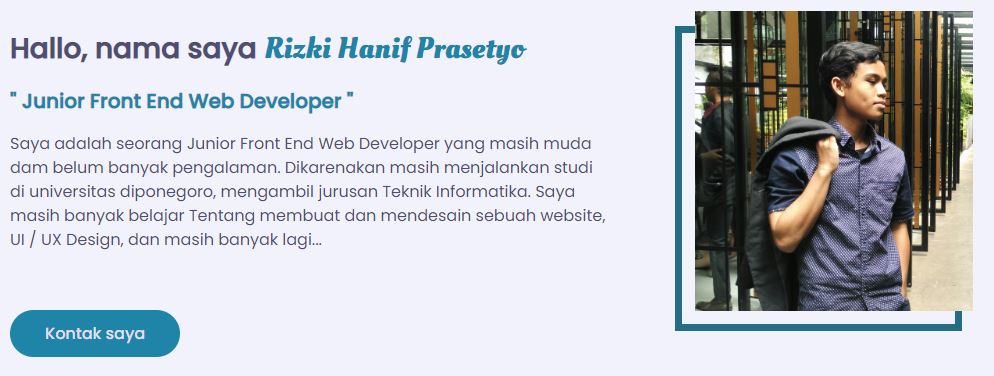 Hallo, nama saya Rizki Hanif Prasetyo
" Junior Front End Web Developer "
Saya adalah seorang Junior Front End Web Developer yang masih muda
dam belum banyak pengalaman. Dikarenakan masih menjalankan studi
di universitas diponegoro, mengambil jurusan Teknik Informatika. Saya
masih banyak belajar Tentang membuat dan mendesain sebuah website,
UI / UX Design, dan masih banyak lagi...
Kontak saya